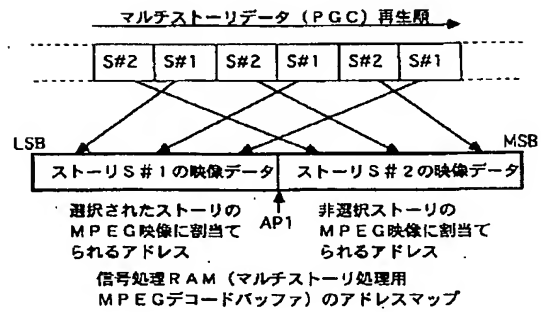 マルチストーリデータ（ＰＧＣ）再生順
S#2 S#1 S#2 S#1 S#2 S#1
LSB MSB
ストーリＳ＃１の映像データ ストーリＳ＃２の映像データ
AP1
選択されたストーリの
ＭＰＥＧ映像に割当て
られるアドレス
非選択ストーリの
ＭＰＥＧ映像に割当て
られるアドレス
信号処理ＲＡＭ（マルチストーリ処理用
ＭＰＥＧデコードバッファ）のアドレスマップ